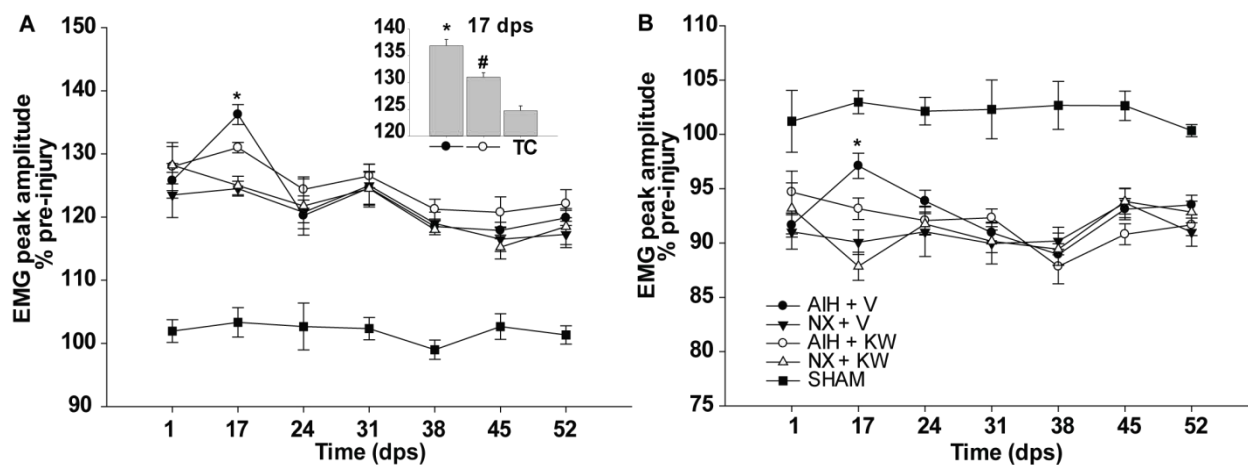 A
EMG peak amplitude
% pre-injury
150
140
130
120
110
100
90
*
1 17 24 31 38 45 52
Time (dps)
17 dps
140
135
130
125
120
*
#
TC
B
EMG peak amplitude
% pre-injury
110
105
100
95
90
85
80
75
*
AIH + V
NX + V
AIH + KW
NX + KW
SHAM
1 17 24 31 38 45 52
Time (dps)